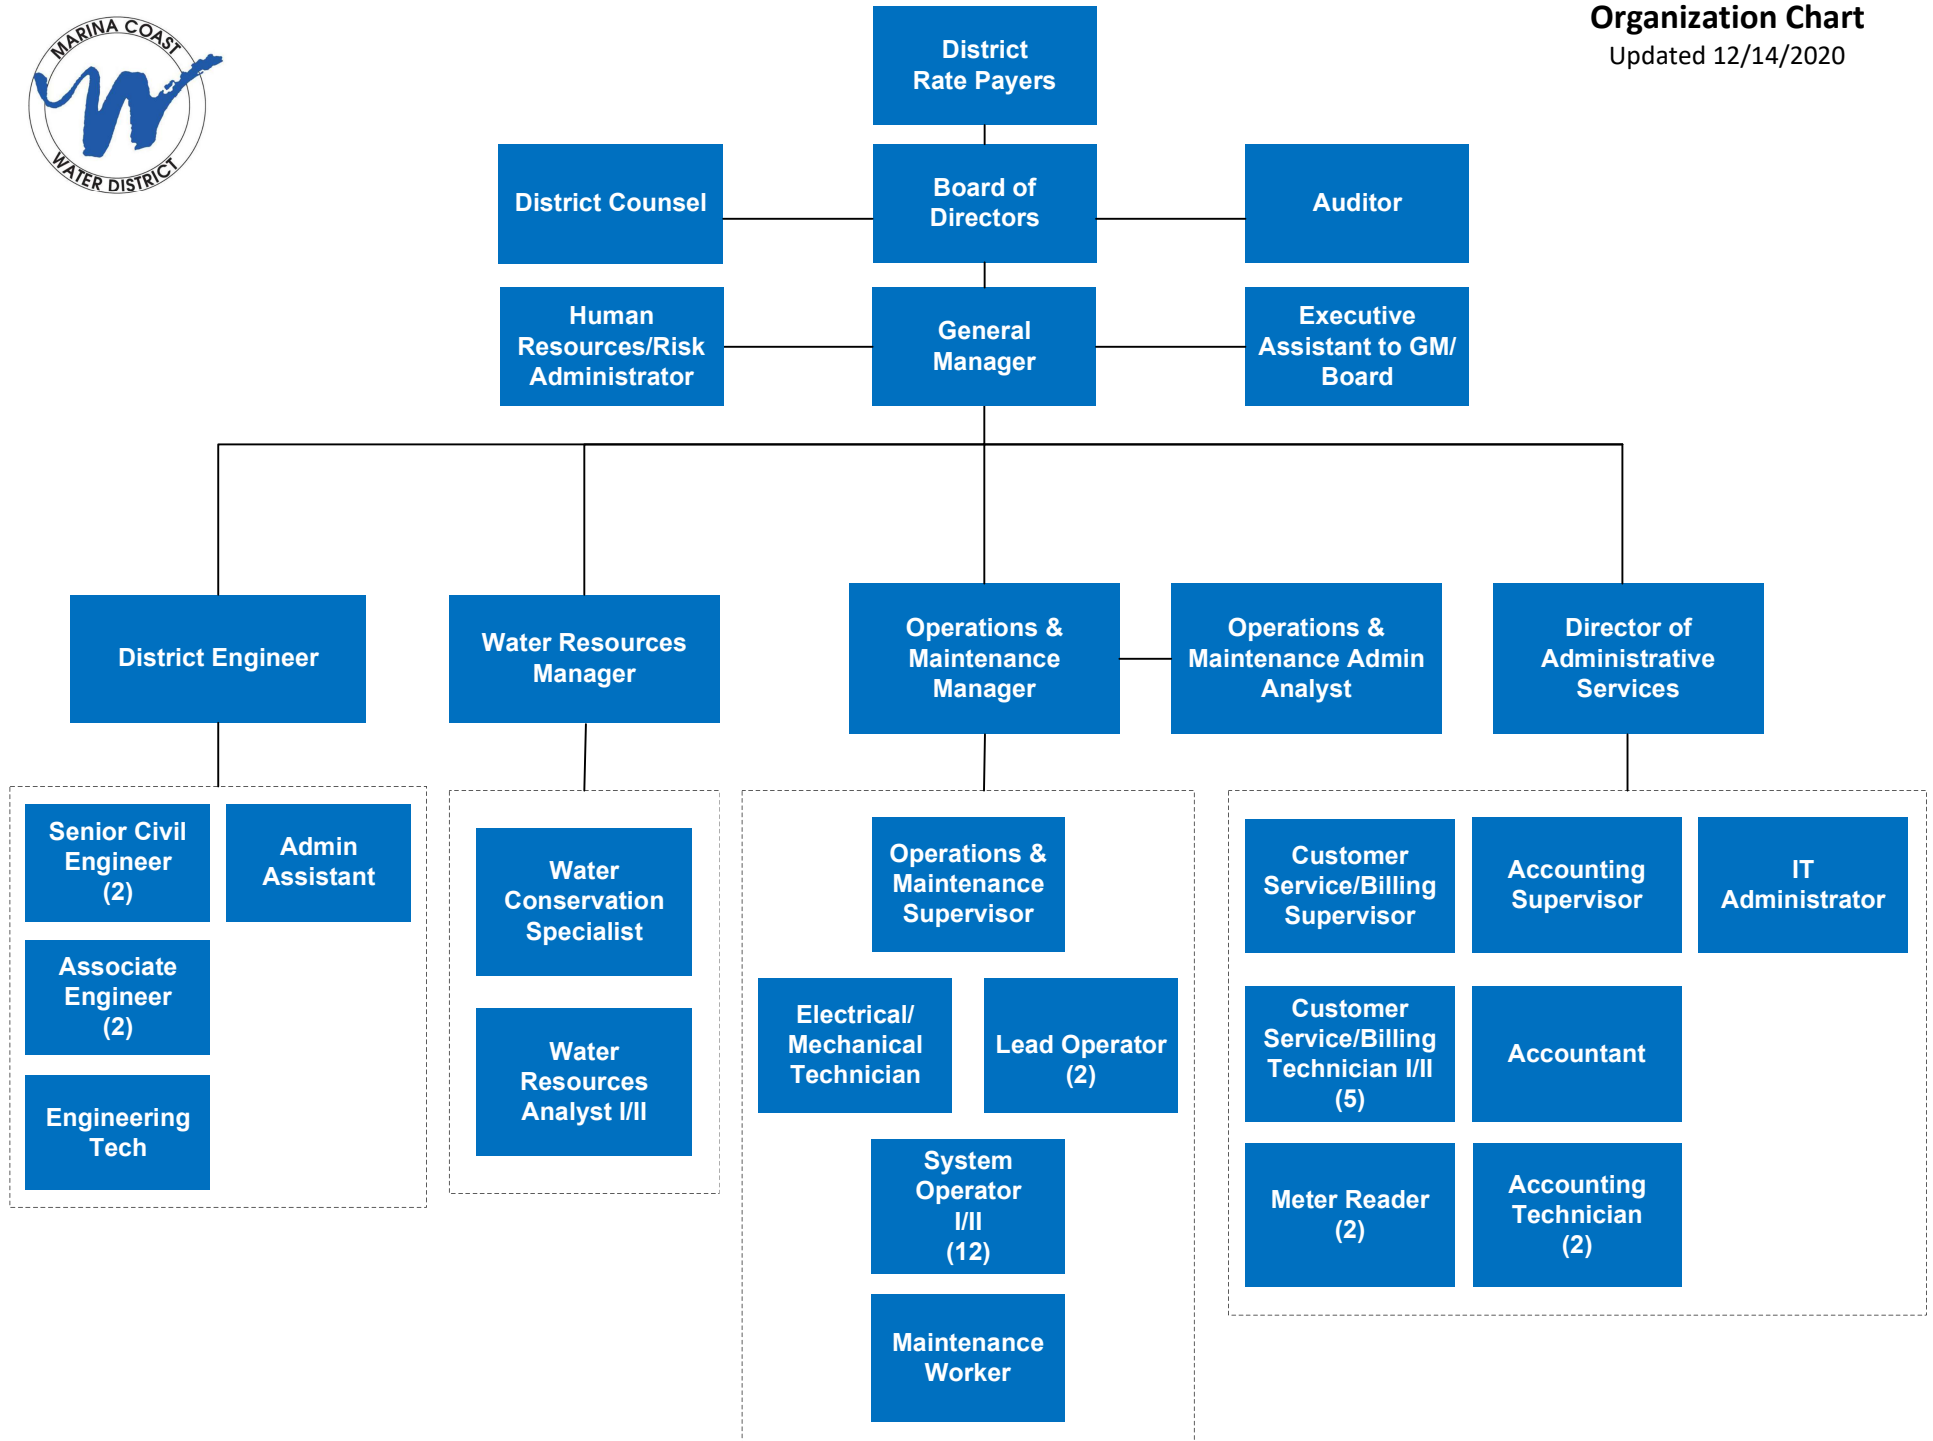 MARINA COAST
WATER DISTRICT
Organization Chart
Updated 12/14/2020
District
Rate Payers
District Counsel
Board of
Directors
Auditor
Human
Resources/Risk
Administrator
General
Manager
Executive
Assistant to GM/
Board
District Engineer
Water Resources
Manager
Operations &
Maintenance
Manager
Operations &
Maintenance Admin
Analyst
Director of
Administrative
Services
Senior Civil
Engineer
(2)
Admin
Assistant
Associate
Engineer
(2)
Engineering
Tech
Water
Conservation
Specialist
Water
Resources
Analyst I/II
Operations &
Maintenance
Supervisor
Electrical/
Mechanical
Technician
Lead Operator
(2)
System
Operator
I/II
(12)
Maintenance
Worker
Customer
Service/Billing
Supervisor
Accounting
Supervisor
IT
Administrator
Customer
Service/Billing
Technician I/II
(5)
Accountant
Meter Reader
(2)
Accounting
Technician
(2)